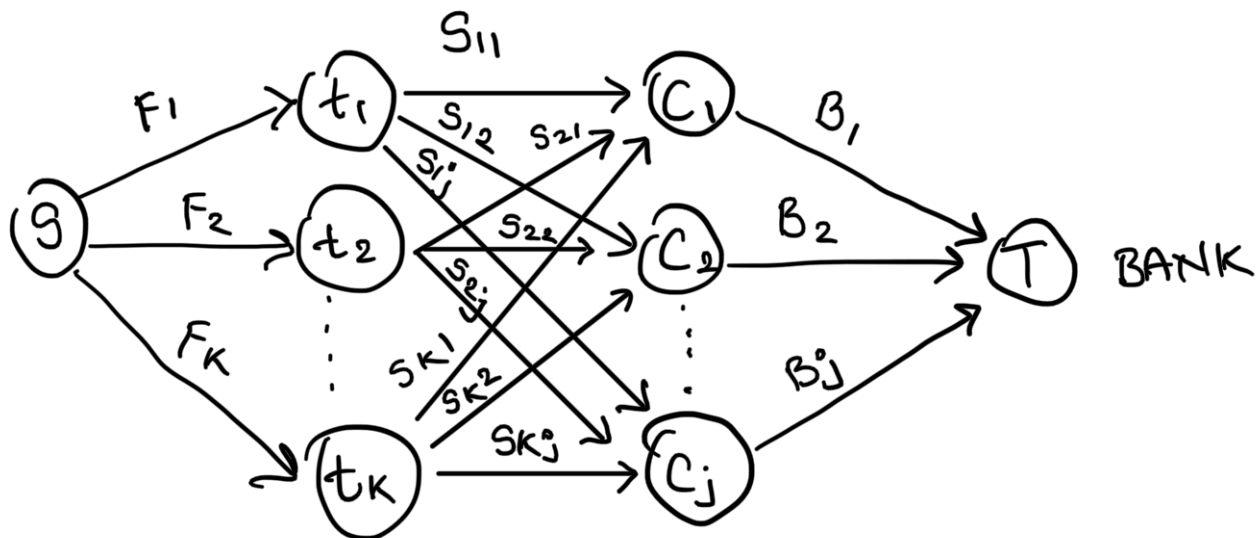 S11
F1 t1 C1 B1
S12 S21
S1j
S F2 t2 S22 C2 B2 T BANK
S2j
FK SK1 SK2 Bj
tK SKj Cj